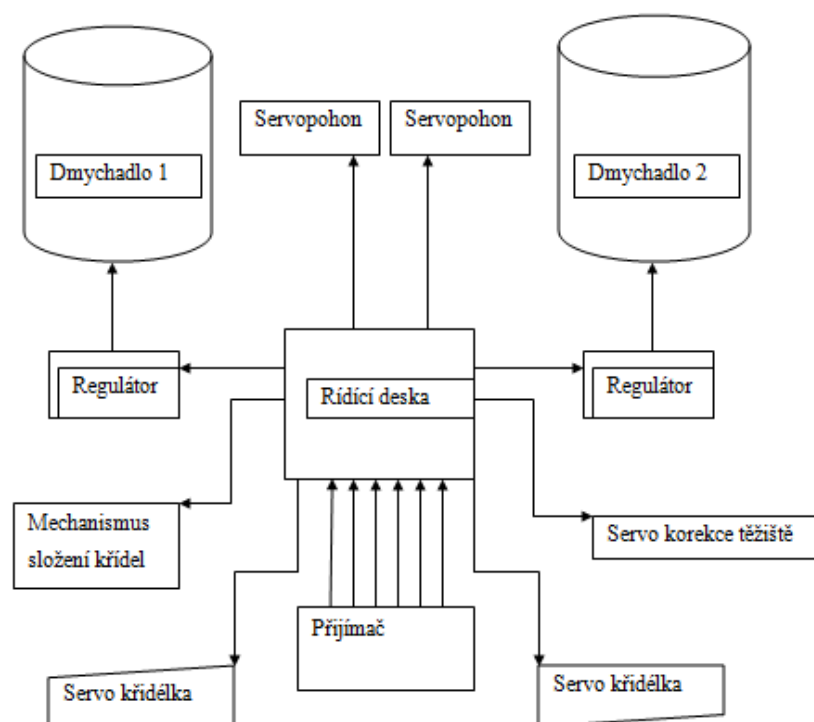 Servopohon
Servopohon
Dmychadlo 1
Dmychadlo 2
Regulátor
Rídící deska
Regulátor
Mechanismus
složení křídel
Servo korekce těžiště
Přijímač
Servo křidélka
Servo křidélka